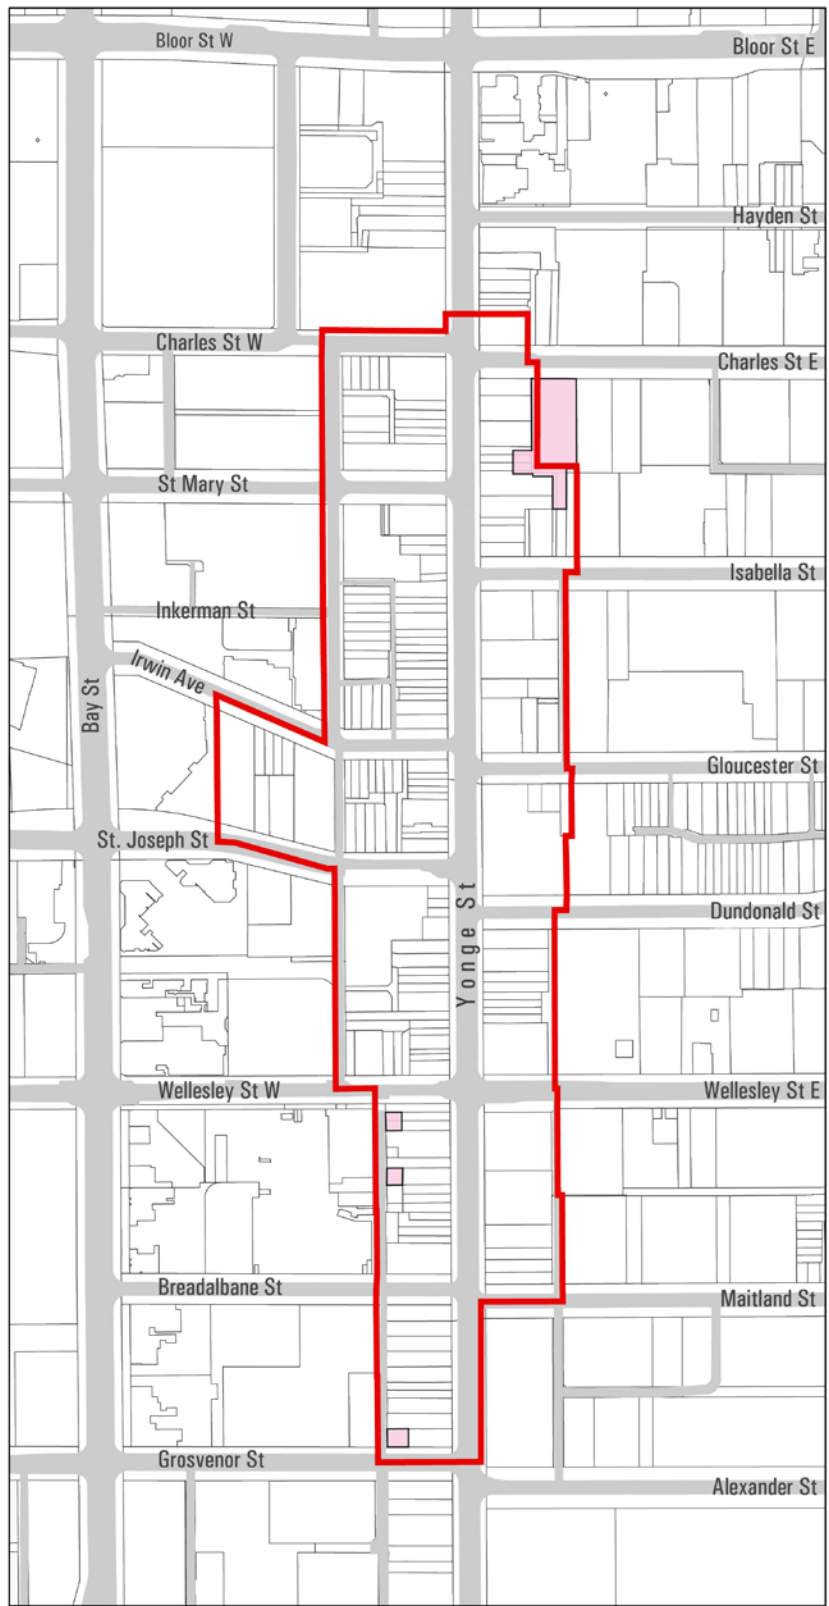 Bloor St W
Bloor St E
Hayden St
Charles St W
Charles St E
St Mary St
Isabella St
Inkerman St
Irwin Ave
Bay St
Gloucester St
St. Joseph St
Yonge St
Dundonald St
Wellesley St W
Wellesley St E
Breadalbane St
Maitland St
Grosvenor St
Alexander St